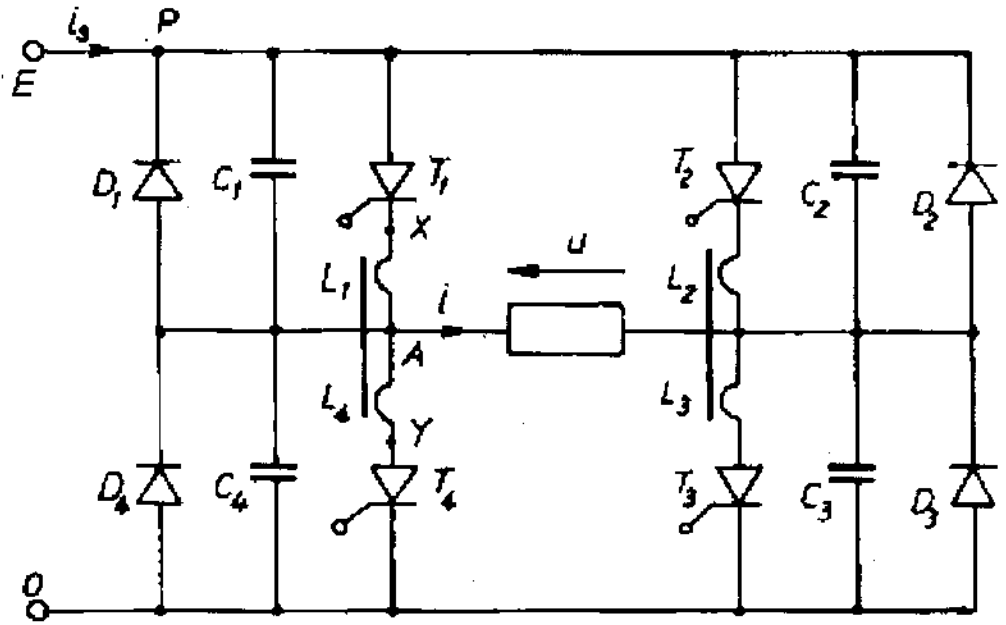 i_s P
E
D_1 C_1 T_1 T_2 C_2 D_2
X
u
L_1 L_2
i
A
L_4 L_3
Y
D_4 C_4 T_4 T_3 C_3 D_3
0